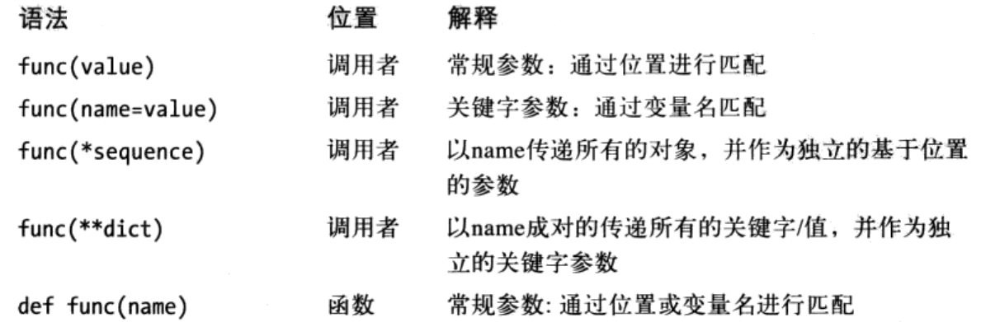 语法 位置 解释
func(value) 调用者 常规参数：通过位置进行匹配
func(name=value) 调用者 关键字参数：通过变量名匹配
func(*sequence) 调用者 以name传递所有的对象，并作为独立的基于位置
的参数
func(**dict) 调用者 以name成对的传递所有的关键字/值，并作为独
立的关键字参数
def func(name) 函数 常规参数: 通过位置或变量名进行匹配